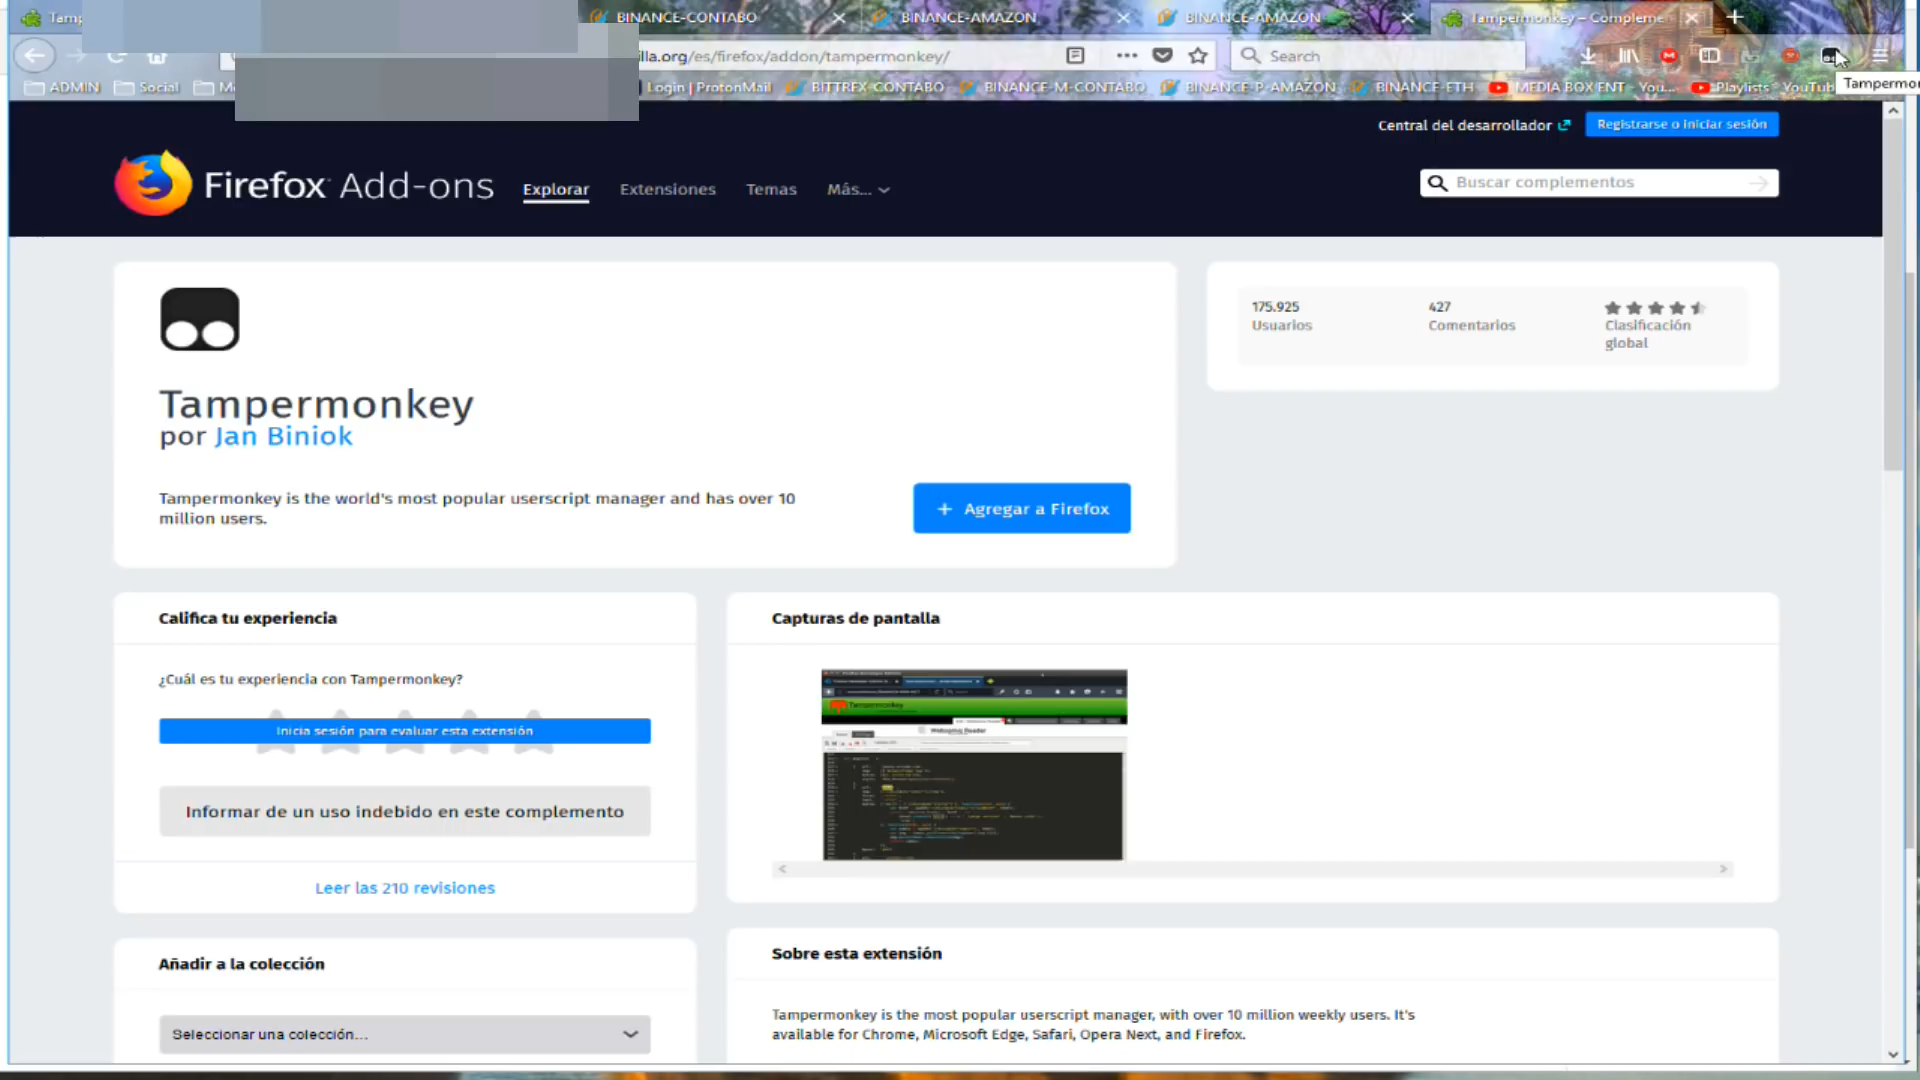 Tamp
BINANCE-CONTABO
BINANCE-AMAZON
BINANCE-AMAZON
Tampermonkey – Compleme
illa.org/es/firefox/addon/tampermonkey/
Search
ADMIN
Social
Login | ProtonMail
BITTREX-CONTABO
BINANCE-M-CONTABO
BINANCE-P-AMAZON
BINANCE-ETH
MEDIA BOX ENT - You...
Playlists - YouTub
Tampermor
Central del desarrollador
Registrarse o iniciar sesión
Firefox Add-ons
Explorar
Extensiones
Temas
Más...
Buscar complementos
Tampermonkey
por Jan Biniok
Tampermonkey is the world's most popular userscript manager and has over 10
million users.
+ Agregar a Firefox
175.925
Usuarios
427
Comentarios
Clasificación
global
Califica tu experiencia
¿Cuál es tu experiencia con Tampermonkey?
Inicia sesión para evaluar esta extensión
Informar de un uso indebido en este complemento
Leer las 210 revisiones
Añadir a la colección
Seleccionar una colección...
Capturas de pantalla
Tampermonkey
Sobre esta extensión
Tampermonkey is the most popular userscript manager, with over 10 million weekly users. It's
available for Chrome, Microsoft Edge, Safari, Opera Next, and Firefox.